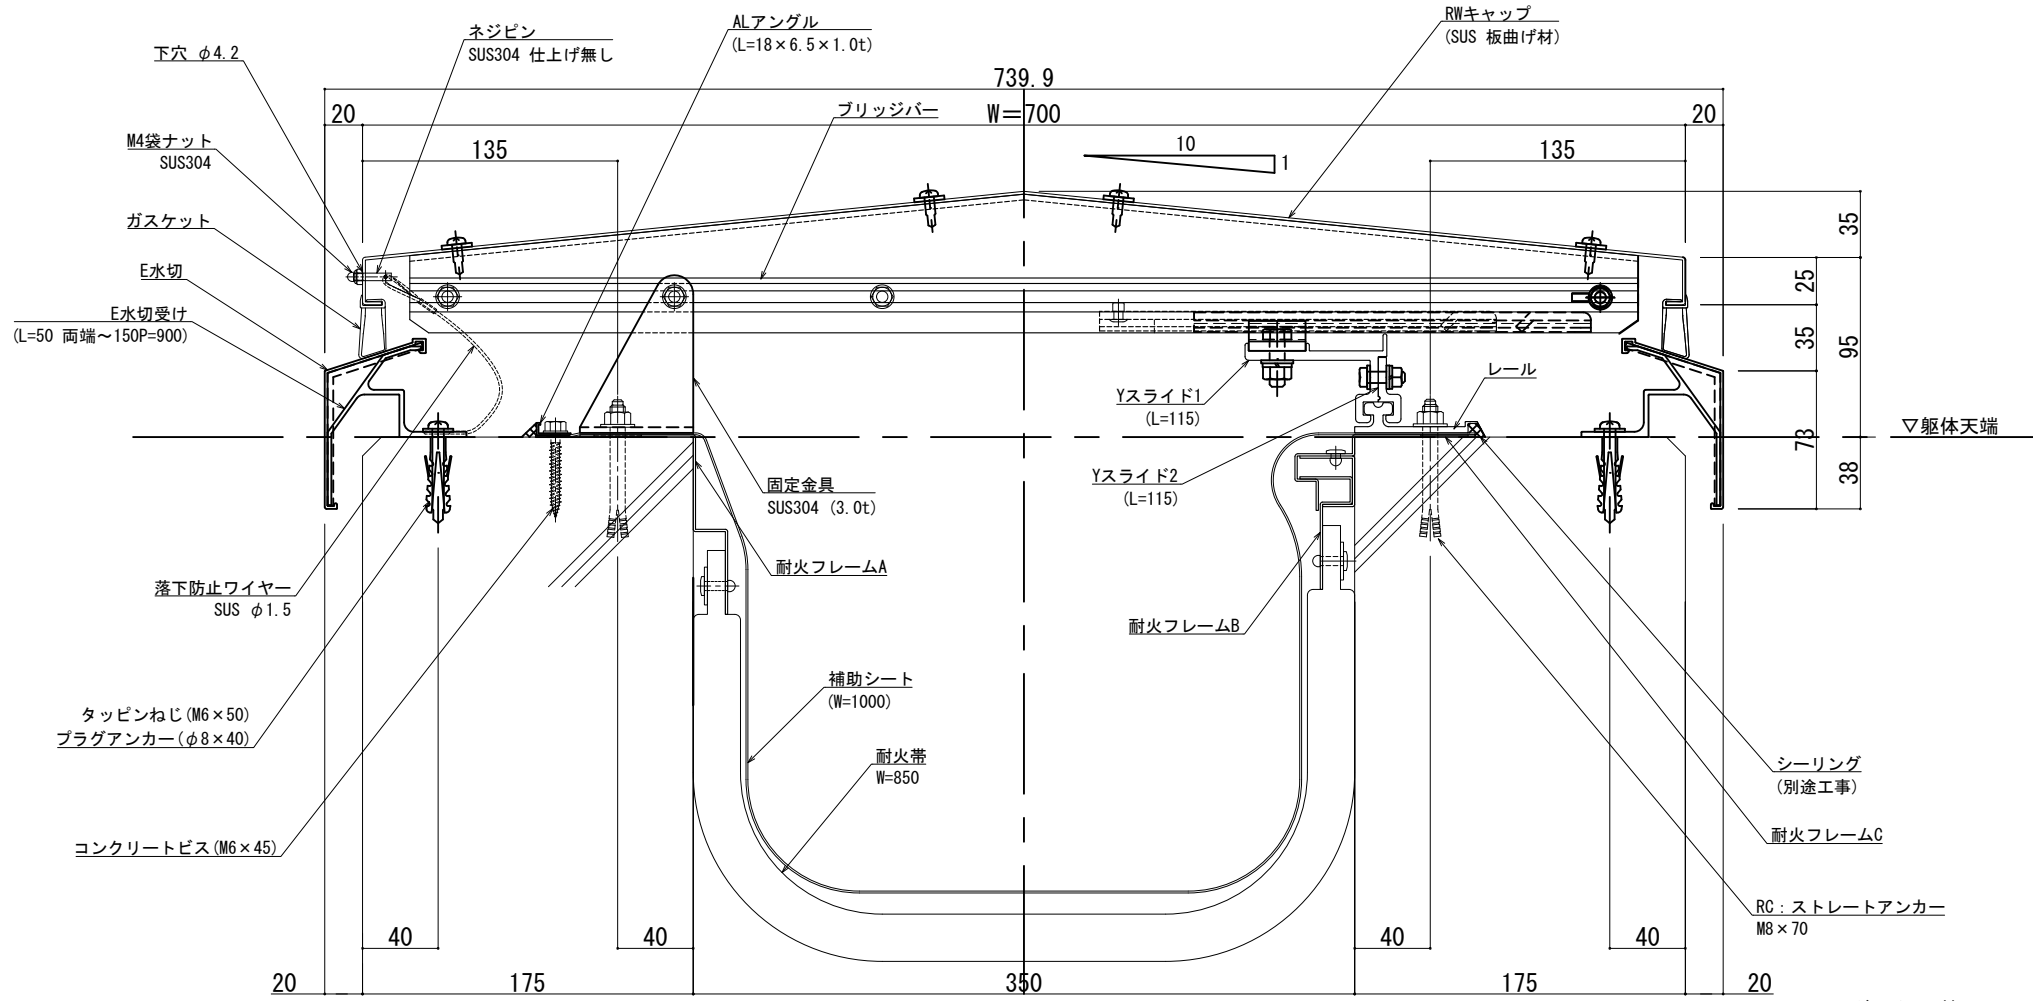 RWキャップ
(SUS 板曲げ材)
ALアングル
(L=18×6.5×1.0t)
ネジピン
SUS304 仕上げ無し
下穴 φ4.2
739.9
20
W=700
20
ブリッジバー
M4袋ナット
SUS304
135
10
1
135
ガスケット
35
E水切
25
E水切受け
(L=50 両端～150P=900)
35
95
レール
Yスライド1
(L=115)
▽躯体天端
73
Yスライド2
(L=115)
38
固定金具
SUS304 (3.0t)
耐火フレームA
落下防止ワイヤー
SUS φ1.5
耐火フレームB
補助シート
(W=1000)
タッピンねじ(M6×50)
プラグアンカー(φ8×40)
耐火帯
W=850
シーリング
(別途工事)
コンクリートビス(M6×45)
耐火フレームC
RC：ストレートアンカー
M8×70
40
40
40
40
20
175
350
175
20